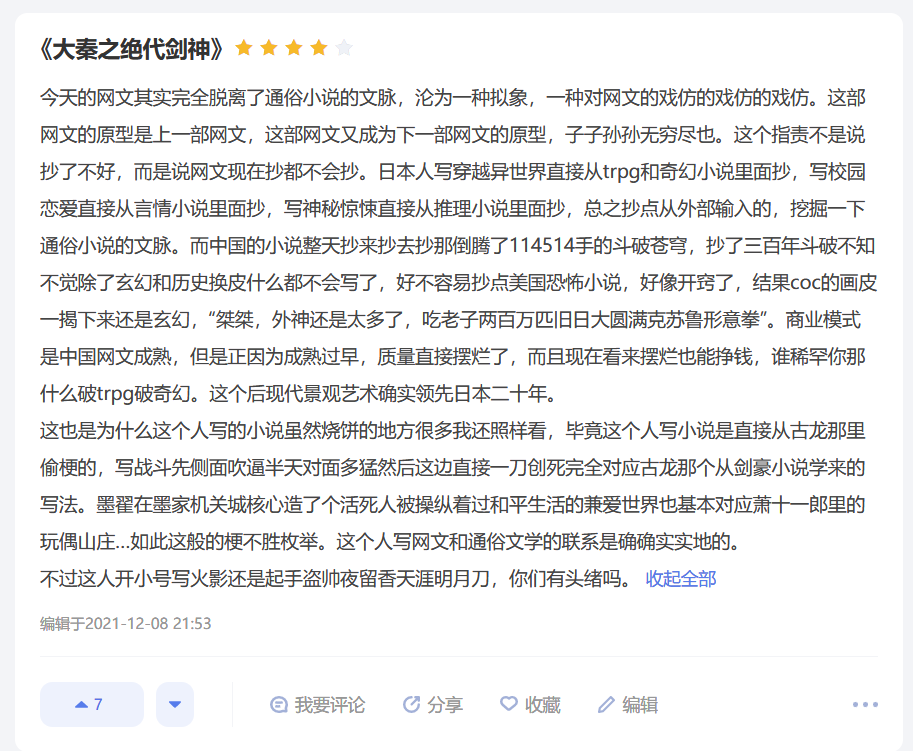 《大秦之绝代剑神》
今天的网文其实完全脱离了通俗小说的文脉，沦为一种拟象，一种对网文的戏仿的戏仿的戏仿。这部
网文的原型是上一部网文，这部网文又成为下一部网文的原型，子子孙孙无穷尽也。这个指责不是说
抄了不好，而是说网文现在抄都不会抄。日本人写穿越异世界直接从trpg和奇幻小说里面抄，写校园
恋爱直接从言情小说里面抄，写神秘惊悚直接从推理小说里面抄，总之抄点从外部输入的，挖掘一下
通俗小说的文脉。而中国的小说整天抄来抄去抄那倒腾了114514手的斗破苍穹，抄了三百年斗破不知
不觉除了玄幻和历史换皮什么都不会写了，好不容易抄点美国恐怖小说，好像开窍了，结果coc的画皮
一揭下来还是玄幻，“桀桀，外神还是太多了，吃老子两百万匹旧日大圆满克苏鲁形意拳”。商业模式
是中国网文成熟，但是正因为成熟过早，质量直接摆烂了，而且现在看来摆烂也能挣钱，谁稀罕你那
什么破trpg破奇幻。这个后现代景观艺术确实领先日本二十年。
这也是为什么这个人写的小说虽然烧饼的地方很多我还照样看，毕竟这个人写小说是直接从古龙那里
偷梗的，写战斗先侧面吹逼半天对面多猛然后这边直接一刀创死完全对应古龙那个从剑豪小说学来的
写法。墨翟在墨家机关城核心造了个活死人被操纵着过和平生活的兼爱世界也基本对应萧十一郎里的
玩偶山庄...如此这般的梗不胜枚举。这个人写网文和通俗文学的联系是确确实实地的。
不过这人开小号写火影还是起手盗帅夜留香天涯明月刀，你们有头绪吗。 收起全部
编辑于2021-12-08 21:53
7 我要评论 分享 收藏 编辑